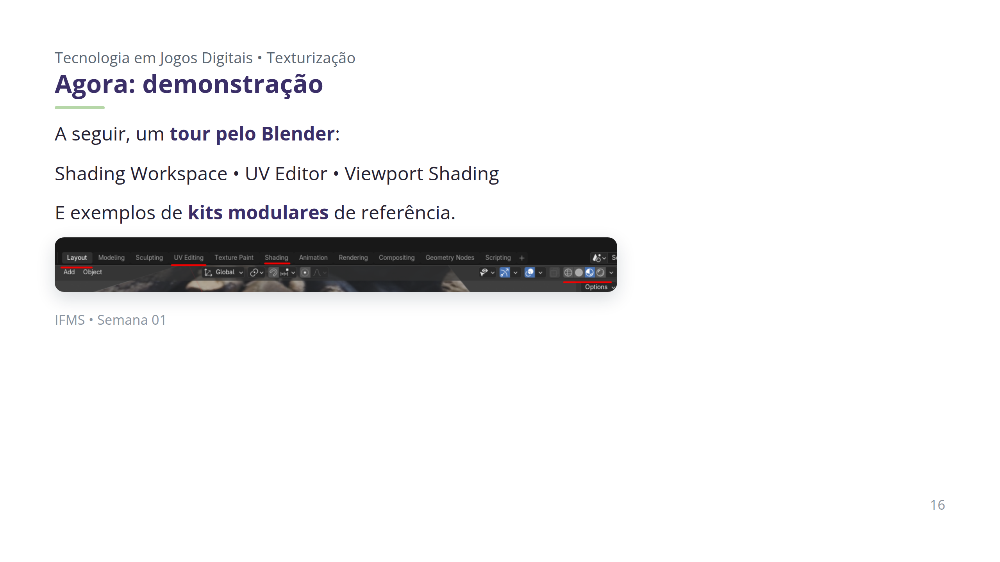 Tecnologia em Jogos Digitais • Texturização
Agora: demonstração
A seguir, um tour pelo Blender:
Shading Workspace • UV Editor • Viewport Shading
E exemplos de kits modulares de referência.
Layout Modeling Sculpting UV Editing Texture Paint Shading Animation Rendering Compositing Geometry Nodes Scripting +
Add Object Global
Options
IFMS • Semana 01
16